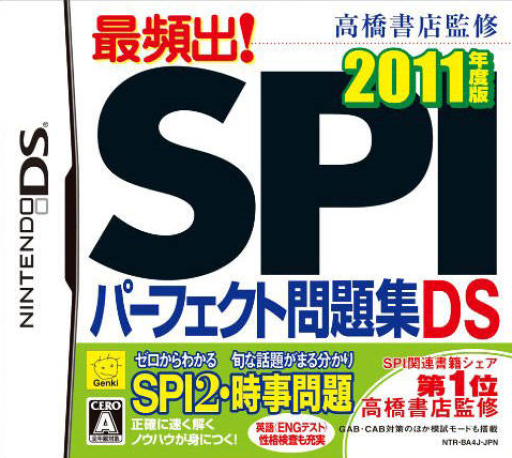 最頻出!
高橋書店監修
2011年度版
SPI
パーフェクト問題集DS
NINTENDO DS
Genki
ゼロからわかる 旬な話題がまる分かり
SPI2・時事問題
正確に速く解く
ノウハウが身につく!
英語(ENGテスト)
性格検査も充実
CERO
A
全年齢対象
SPI関連書籍シェア
第1位
高橋書店監修
GAB・CAB対策のほか模試モードも搭載
NTR-BA4J-JPN